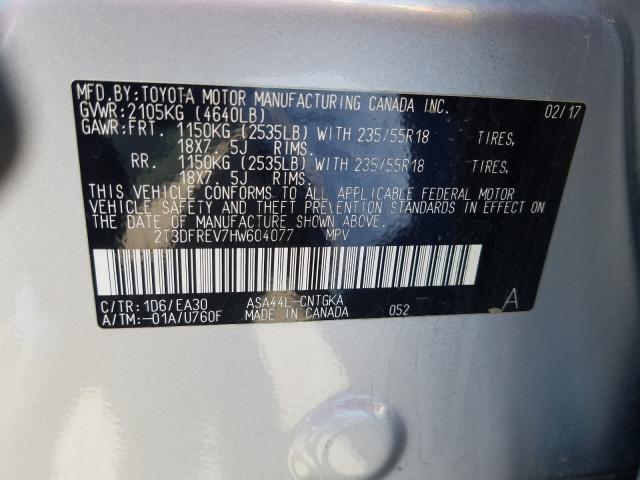 MFD.BY:TOYOTA MOTOR MANUFACTURING CANADA INC. 02/17
GVWR:2105KG (4640LB)
GAWR:FRT. 1150KG (2535LB) WITH 235/55R18 TIRES,
18X7.5J RIMS.
RR. 1150KG (2535LB) WITH 235/55R18 TIRES,
18X7.5J RIMS.
THIS VEHICLE CONFORMS TO ALL APPLICABLE FEDERAL MOTOR
VEHICLE SAFETY AND THEFT PREVENTION STANDARDS IN EFFECT ON
THE DATE OF MANUFACTURE SHOWN ABOVE.
2T3DFREV7HW604077 MPV
C/TR:1D6/EA30 ASA44L-CNTGKA A
A/TM:-01A/U760F MADE IN CANADA 052